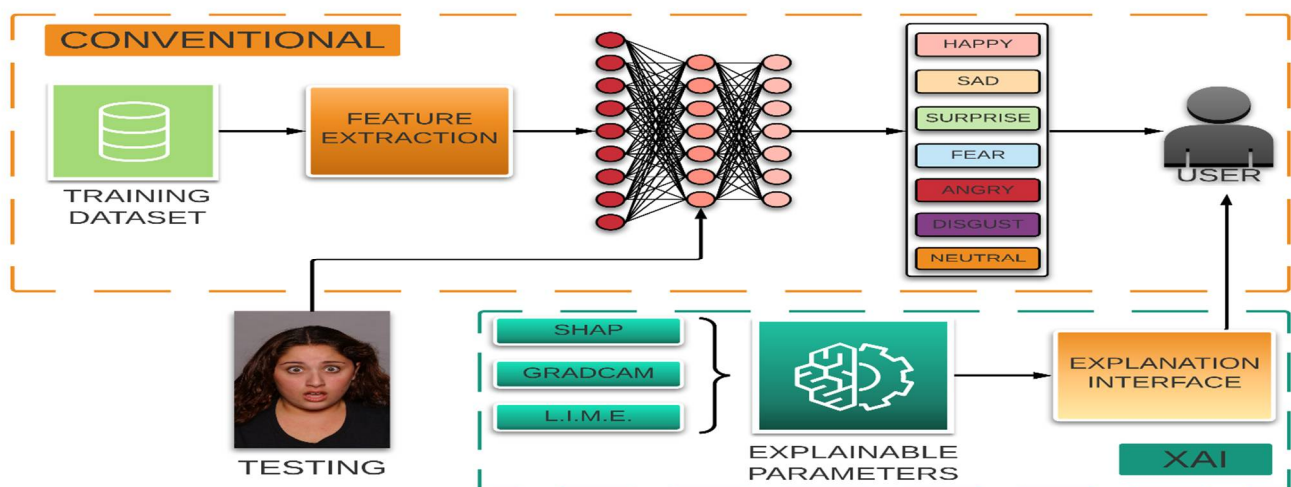 CONVENTIONAL
TRAINING
DATASET
FEATURE
EXTRACTION
HAPPY
SAD
SURPRISE
FEAR
ANGRY
DISGUST
NEUTRAL
USER
TESTING
SHAP
GRADCAM
L.I.M.E.
EXPLAINABLE
PARAMETERS
EXPLANATION
INTERFACE
XAI